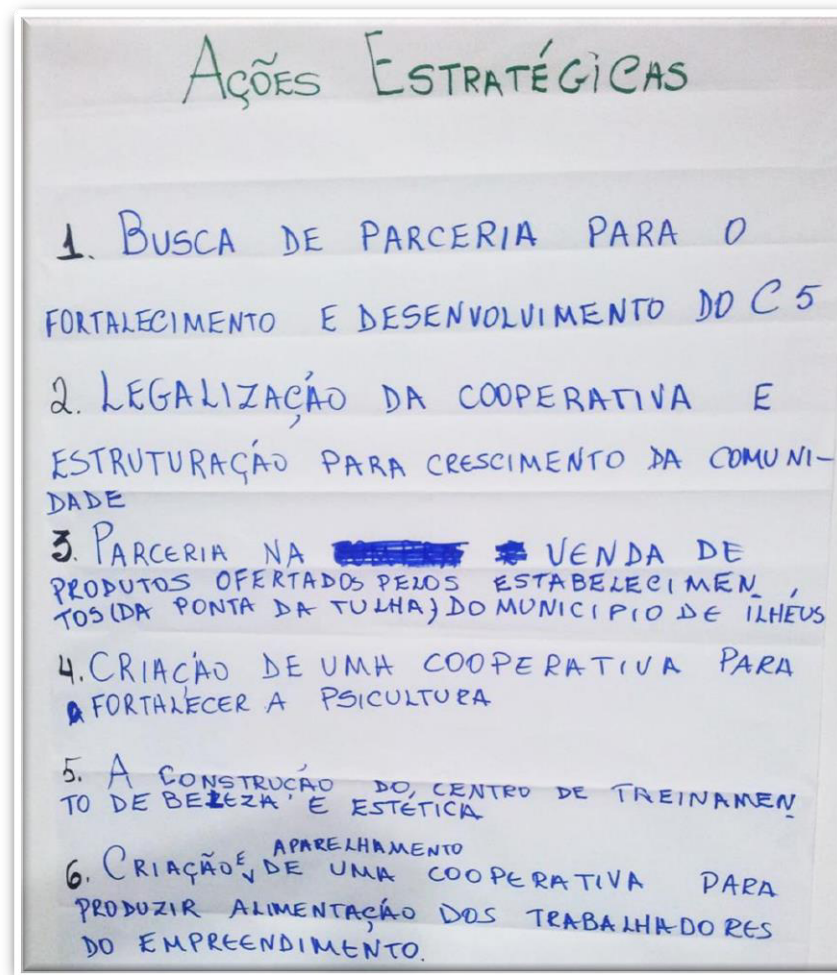 AÇÕES ESTRATÉGICAS
1. BUSCA DE PARCERIA PARA O
FORTALECIMENTO E DESENVOLVIMENTO DO C5
2. LEGALIZAÇÃO DA COOPERATIVA E
ESTRUTURAÇÃO PARA CRESCIMENTO DA COMUNI-
DADE
3. PARCERIA NA VENDA DE
PRODUTOS OFERTADOS PELOS ESTABELECIMEN
TOS (DA PONTA DA TULHA) DO MUNICIPIO DE ILHÉUS
4. CRIAÇÃO DE UMA COOPERATIVA PARA
FORTALECER A PSICULTURA
5. A CONSTRUÇÃO DO CENTRO DE TREINAMEN
TO DE BELEZA E ESTÉTICA
6. CRIAÇÃO E APARELHAMENTO DE UMA COOPERATIVA PARA
PRODUZIR ALIMENTAÇÃO DOS TRABALHADORES
DO EMPREENDIMENTO.